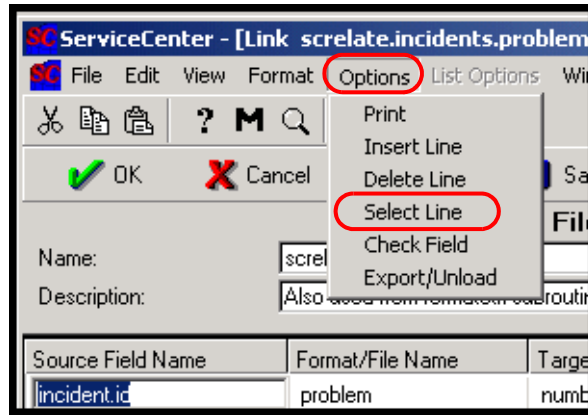 SC ServiceCenter - [Link screlate.incidents.problem
SC File Edit View Format Options List Options
? M
Print
Insert Line
Delete Line
Select Line
Check Field
Export/Unload
OK Cancel
Name:
Description: Also
Source Field Name Format/File Name
incident.id problem